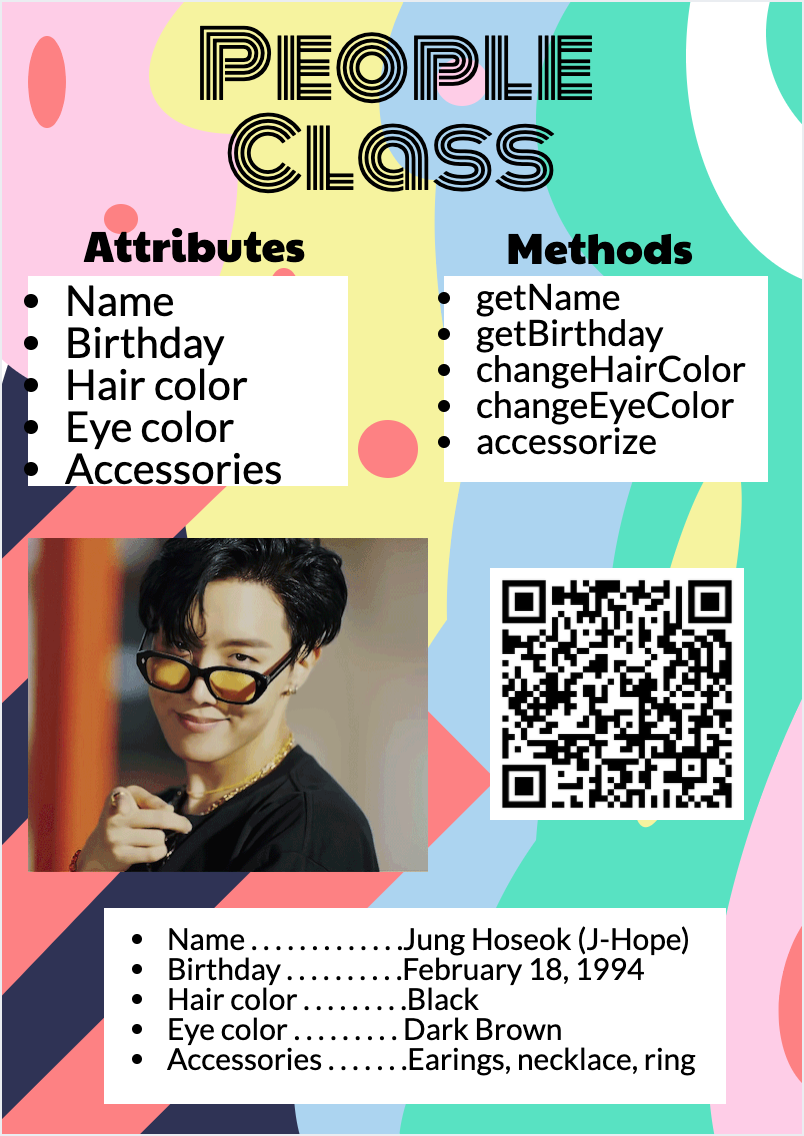 People
Class
Attributes
• Name
• Birthday
• Hair color
• Eye color
• Accessories
Methods
• getName
• getBirthday
• changeHairColor
• changeEyeColor
• accessorize
• Name . . . . . . . . . . . . .Jung Hoseok (J-Hope)
• Birthday . . . . . . . . . .February 18, 1994
• Hair color . . . . . . . . .Black
• Eye color . . . . . . . . . Dark Brown
• Accessories . . . . . . .Earings, necklace, ring